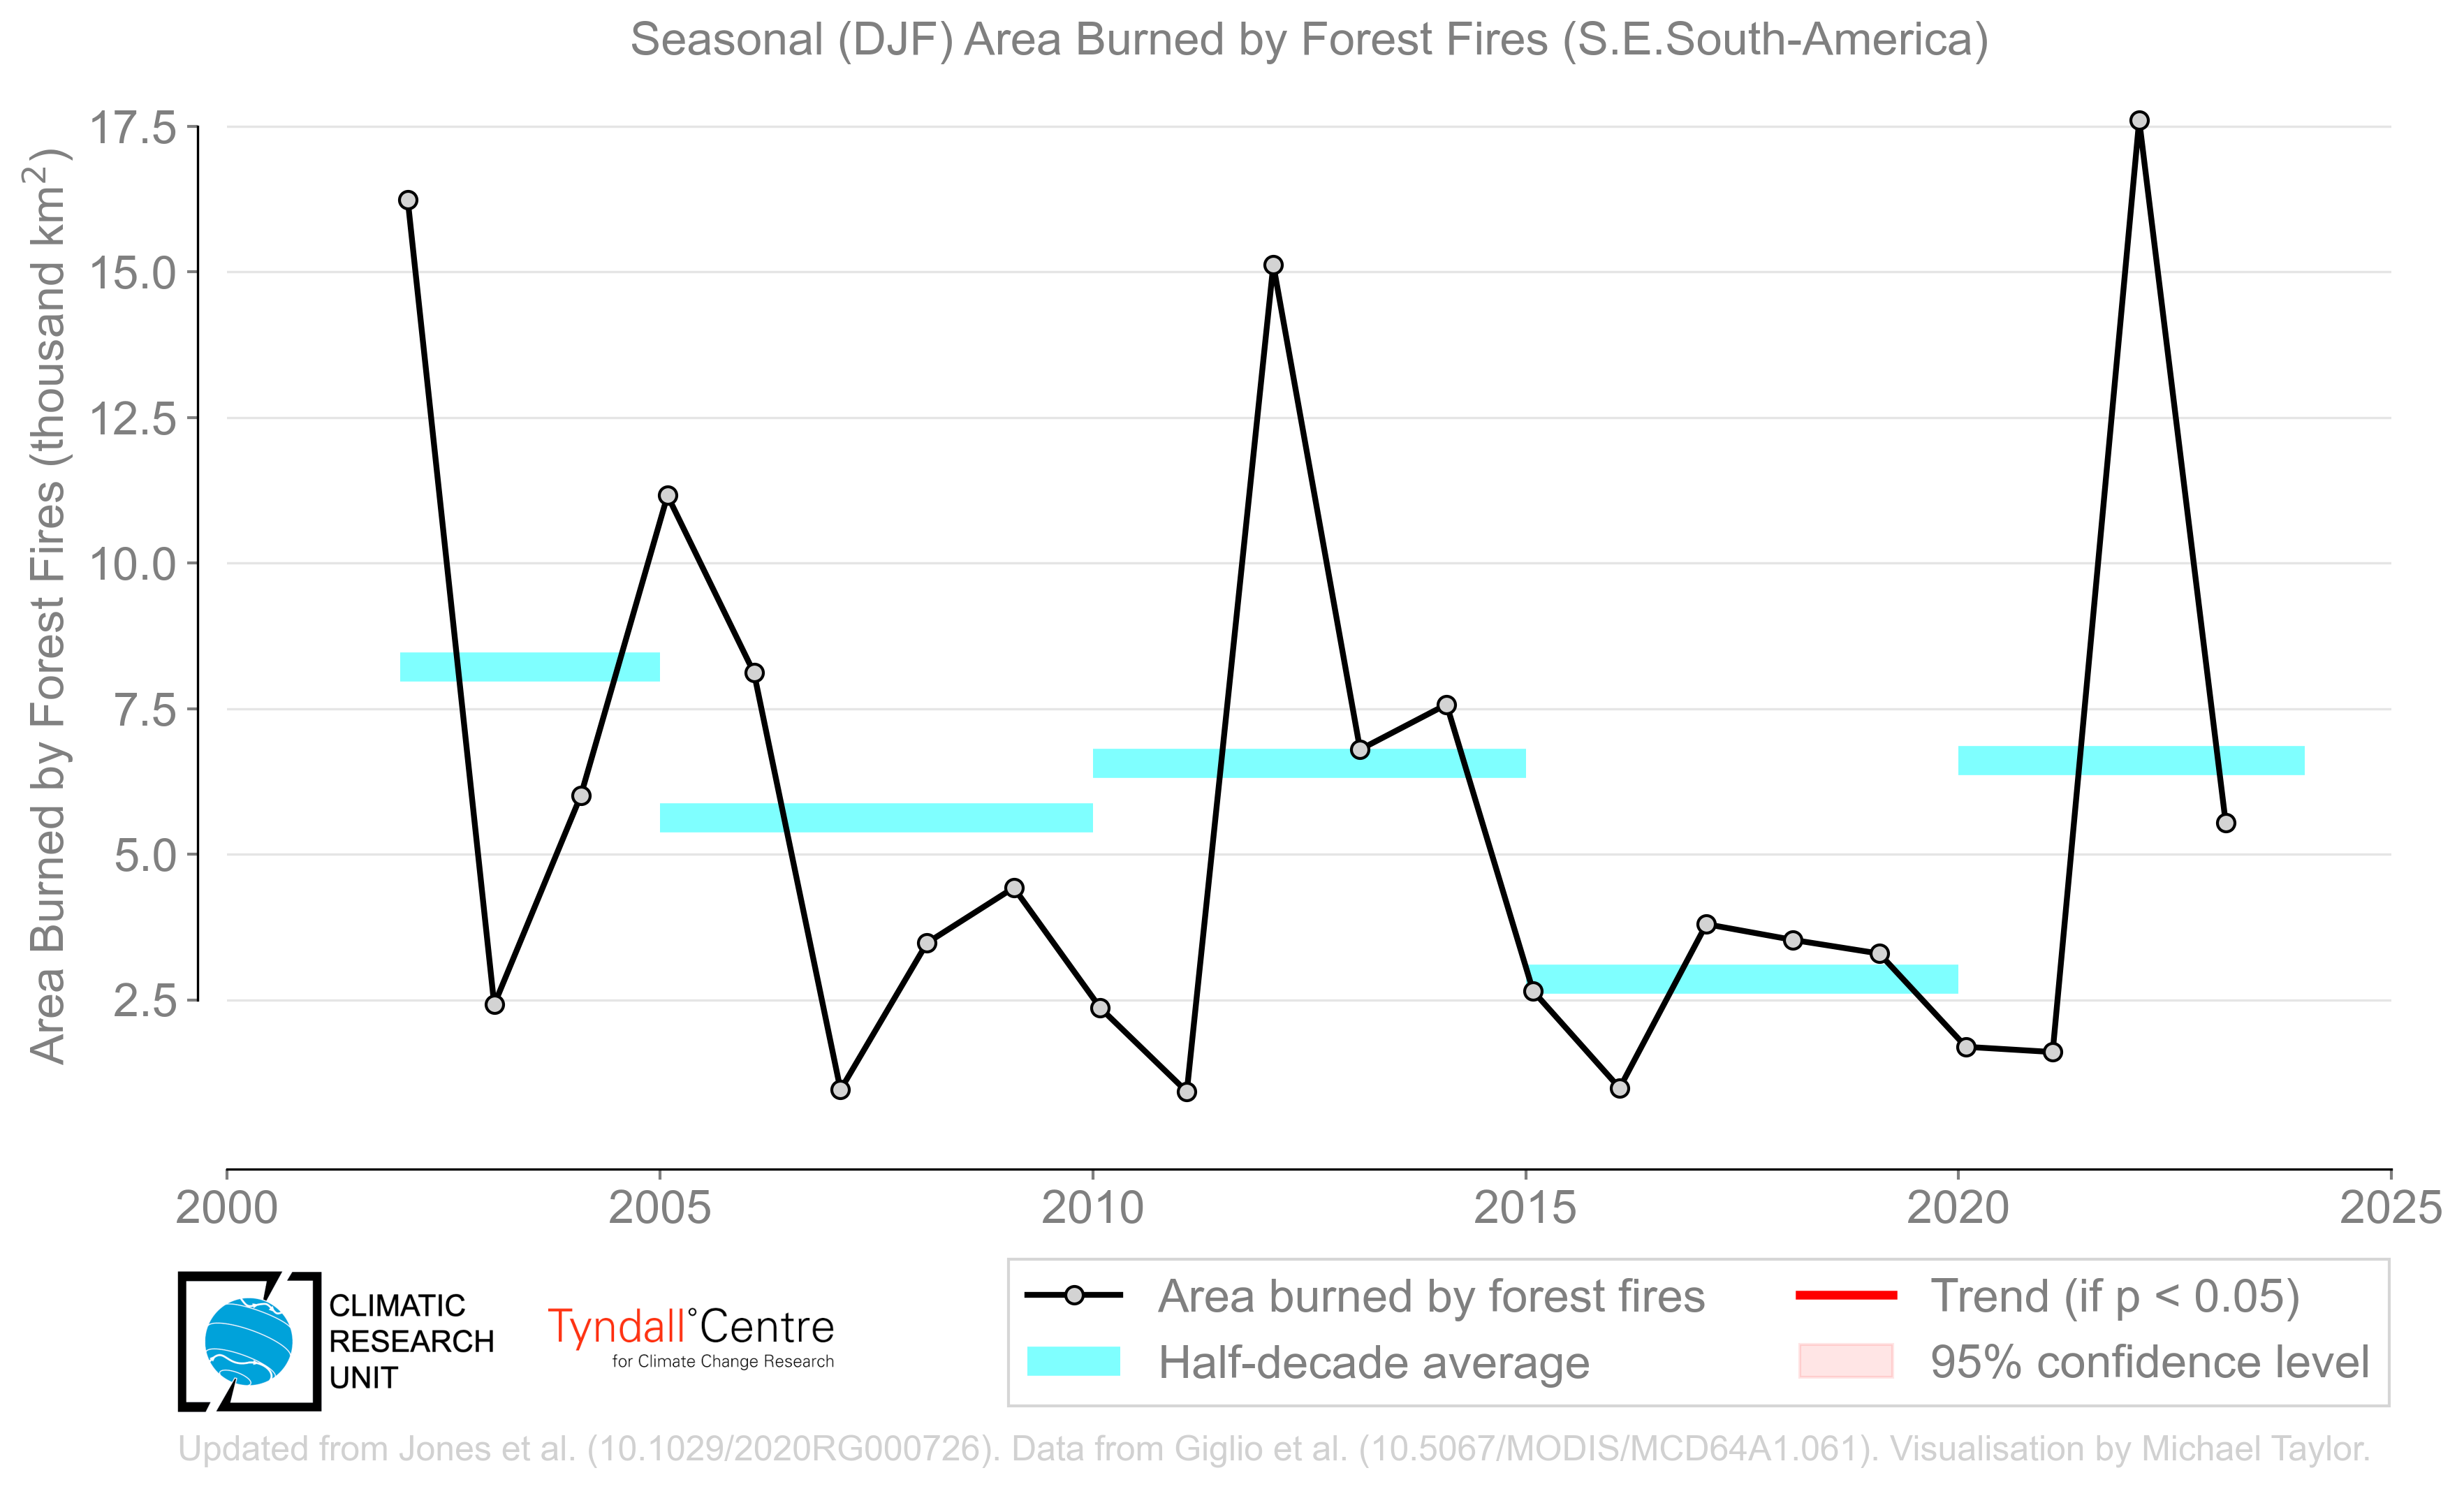 Seasonal (DJF) Area Burned by Forest Fires (S.E.South-America)
Area Burned by Forest Fires (thousand km²)
17.5
15.0
12.5
10.0
7.5
5.0
2.5
2000 2005 2010 2015 2020 2025
CLIMATIC
RESEARCH
UNIT
Tyndall°Centre
for Climate Change Research
Area burned by forest fires
Half-decade average
Trend (if p < 0.05)
95% confidence level
Updated from Jones et al. (10.1029/2020RG000726). Data from Giglio et al. (10.5067/MODIS/MCD64A1.061). Visualisation by Michael Taylor.